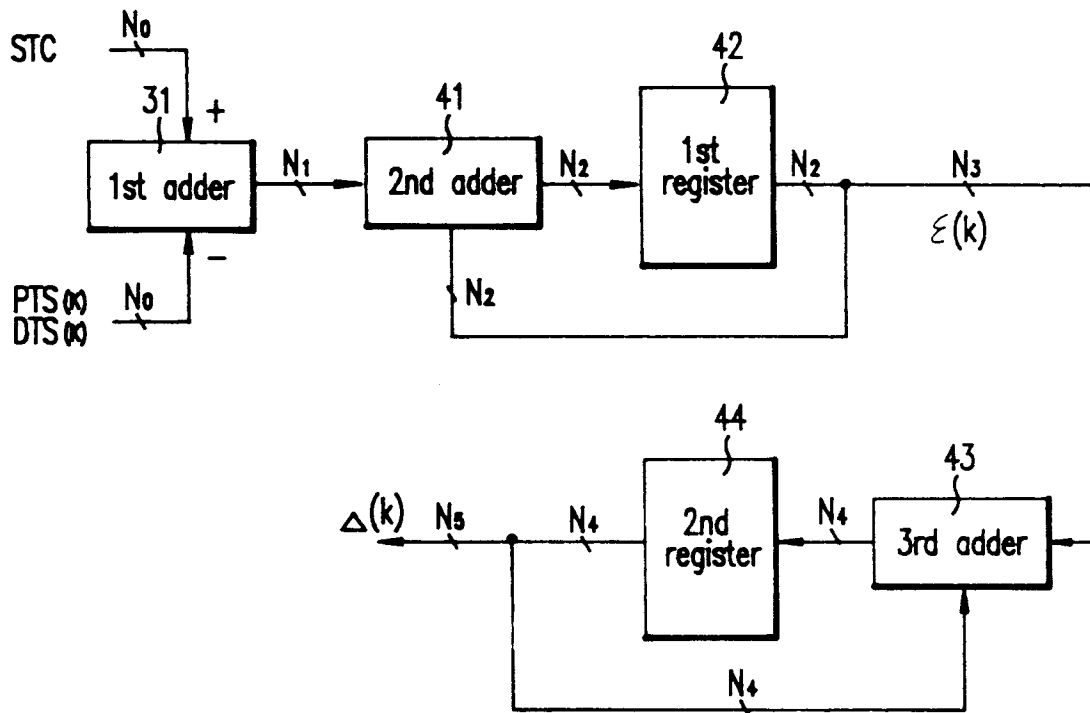 STC
N0
31
+
1st adder
−
PTS(K)
DTS(K)
N0
N1
41
2nd adder
N2
N2
42
1st
register
N2
N3
ε(k)
Δ(k)
N5
N4
44
2nd
register
N4
43
3rd adder
N4